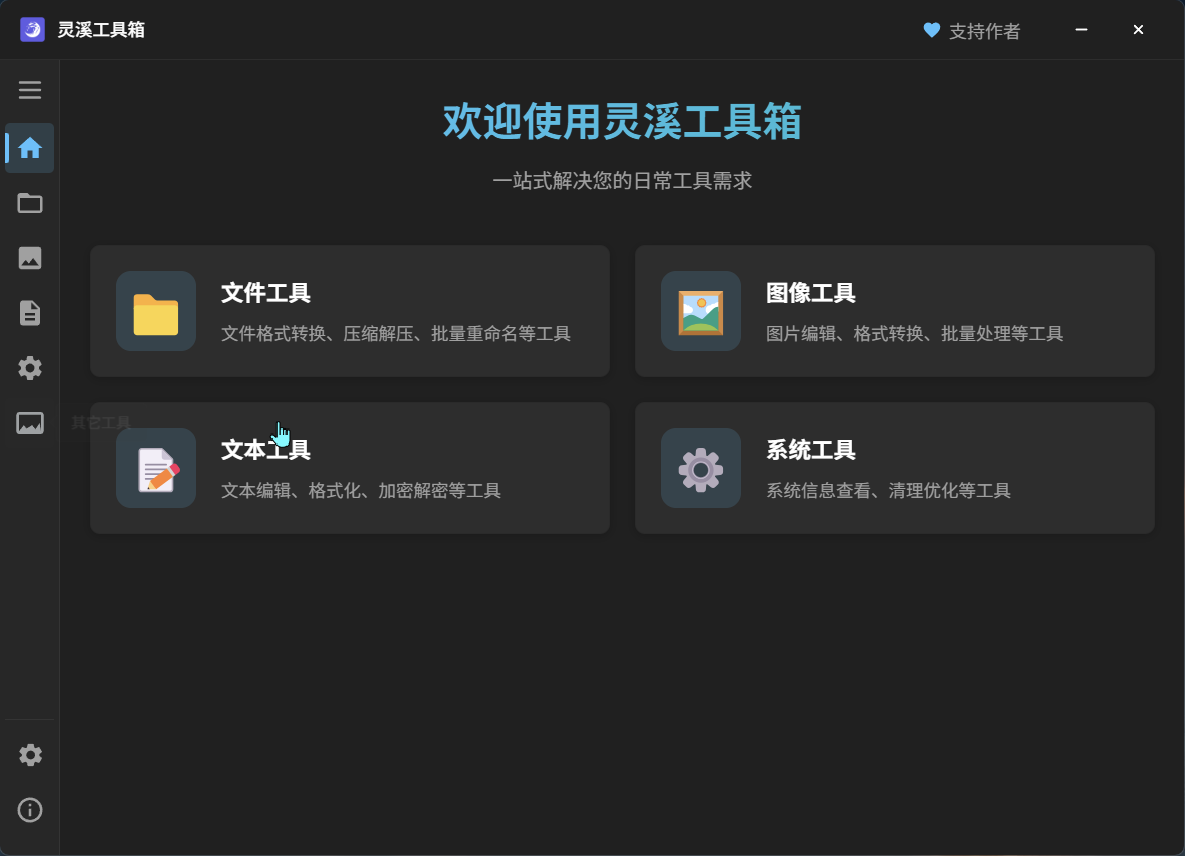 灵溪工具箱
支持作者
欢迎使用灵溪工具箱
一站式解决您的日常工具需求
文件工具
文件格式转换、压缩解压、批量重命名等工具
图像工具
图片编辑、格式转换、批量处理等工具
其它工具
文本工具
文本编辑、格式化、加密解密等工具
系统工具
系统信息查看、清理优化等工具